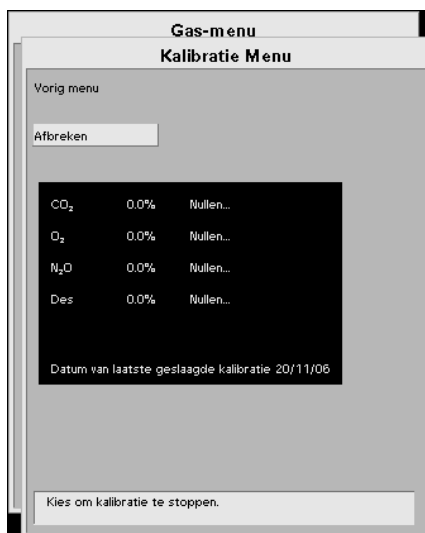 Gas-menu
Kalibratie Menu
Vorig menu
Afbreken
CO₂ 0.0% Nullen...
O₂ 0.0% Nullen...
N₂O 0.0% Nullen...
Des 0.0% Nullen...
Datum van laatste geslaagde kalibratie 20/11/06
Kies om kalibratie te stoppen.